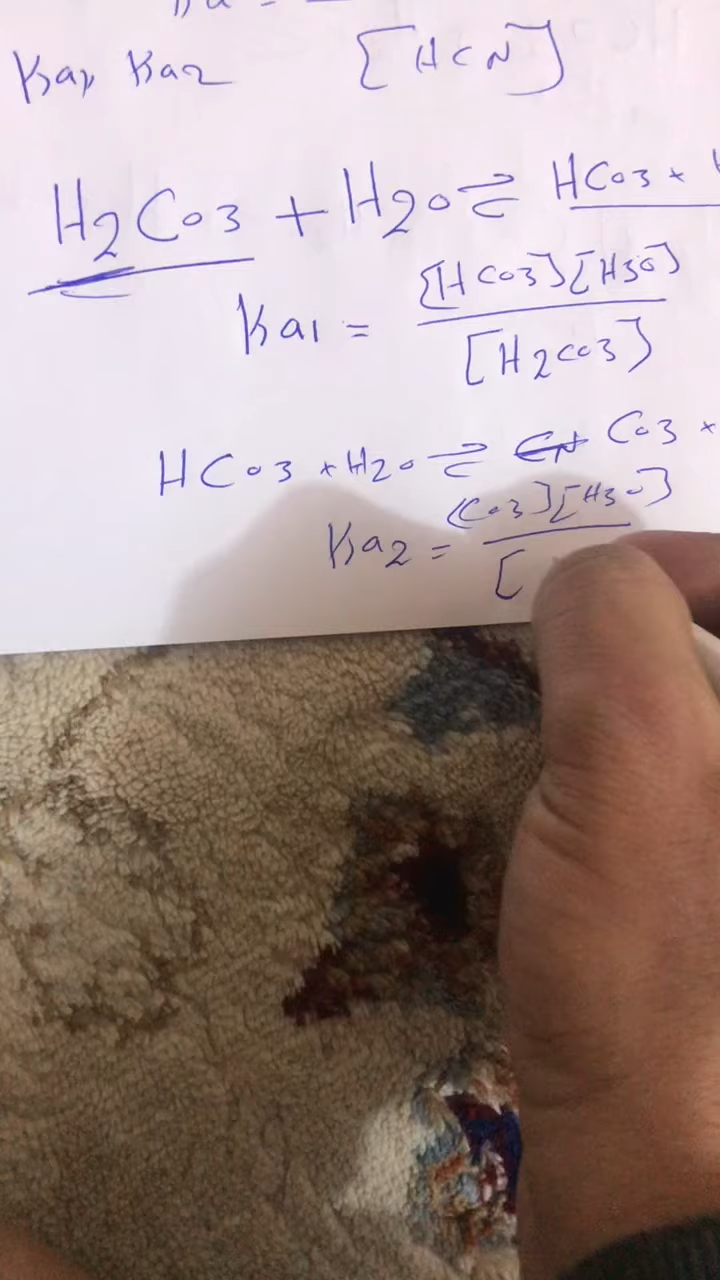 Ka1, Ka2 [HCN]
H2Co3 + H2o ⇌ HCo3 +
Ka1 = [HCo3][H3o] / [H2co3]
HCo3 + H2o ⇌ Co3 +
Ka2 = [Co3][H3o] / [